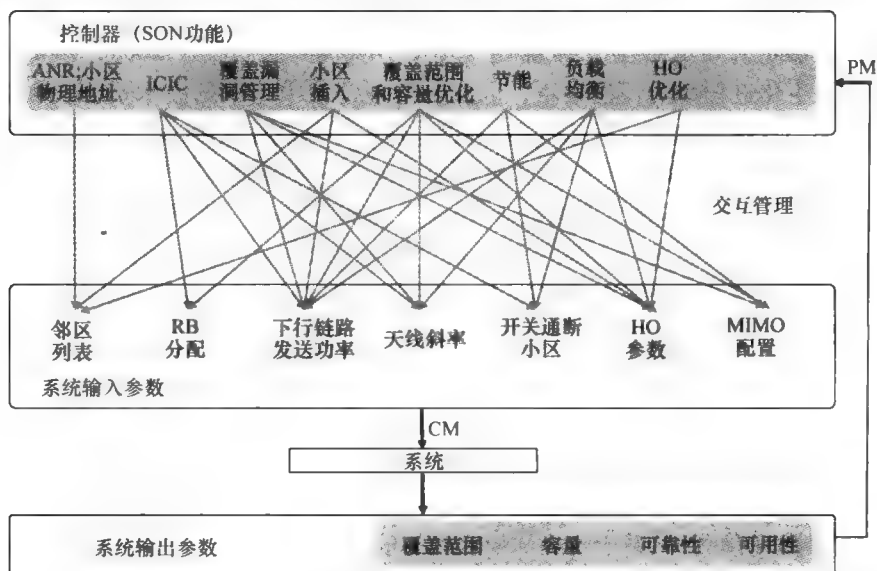 控制器（SON功能）
ANR;小区
物理地址
ICIC
覆盖漏
洞管理
小区
插入
覆盖范围
和容量优化
节能
负载
均衡
HO
优化
PM
交互管理
邻区
列表
RB
分配
下行链路
发送功率
天线斜率
开关通断
小区
HO
参数
MIMO
配置
系统输入参数
CM
系统
系统输出参数
覆盖范围
容量
可靠性
可用性